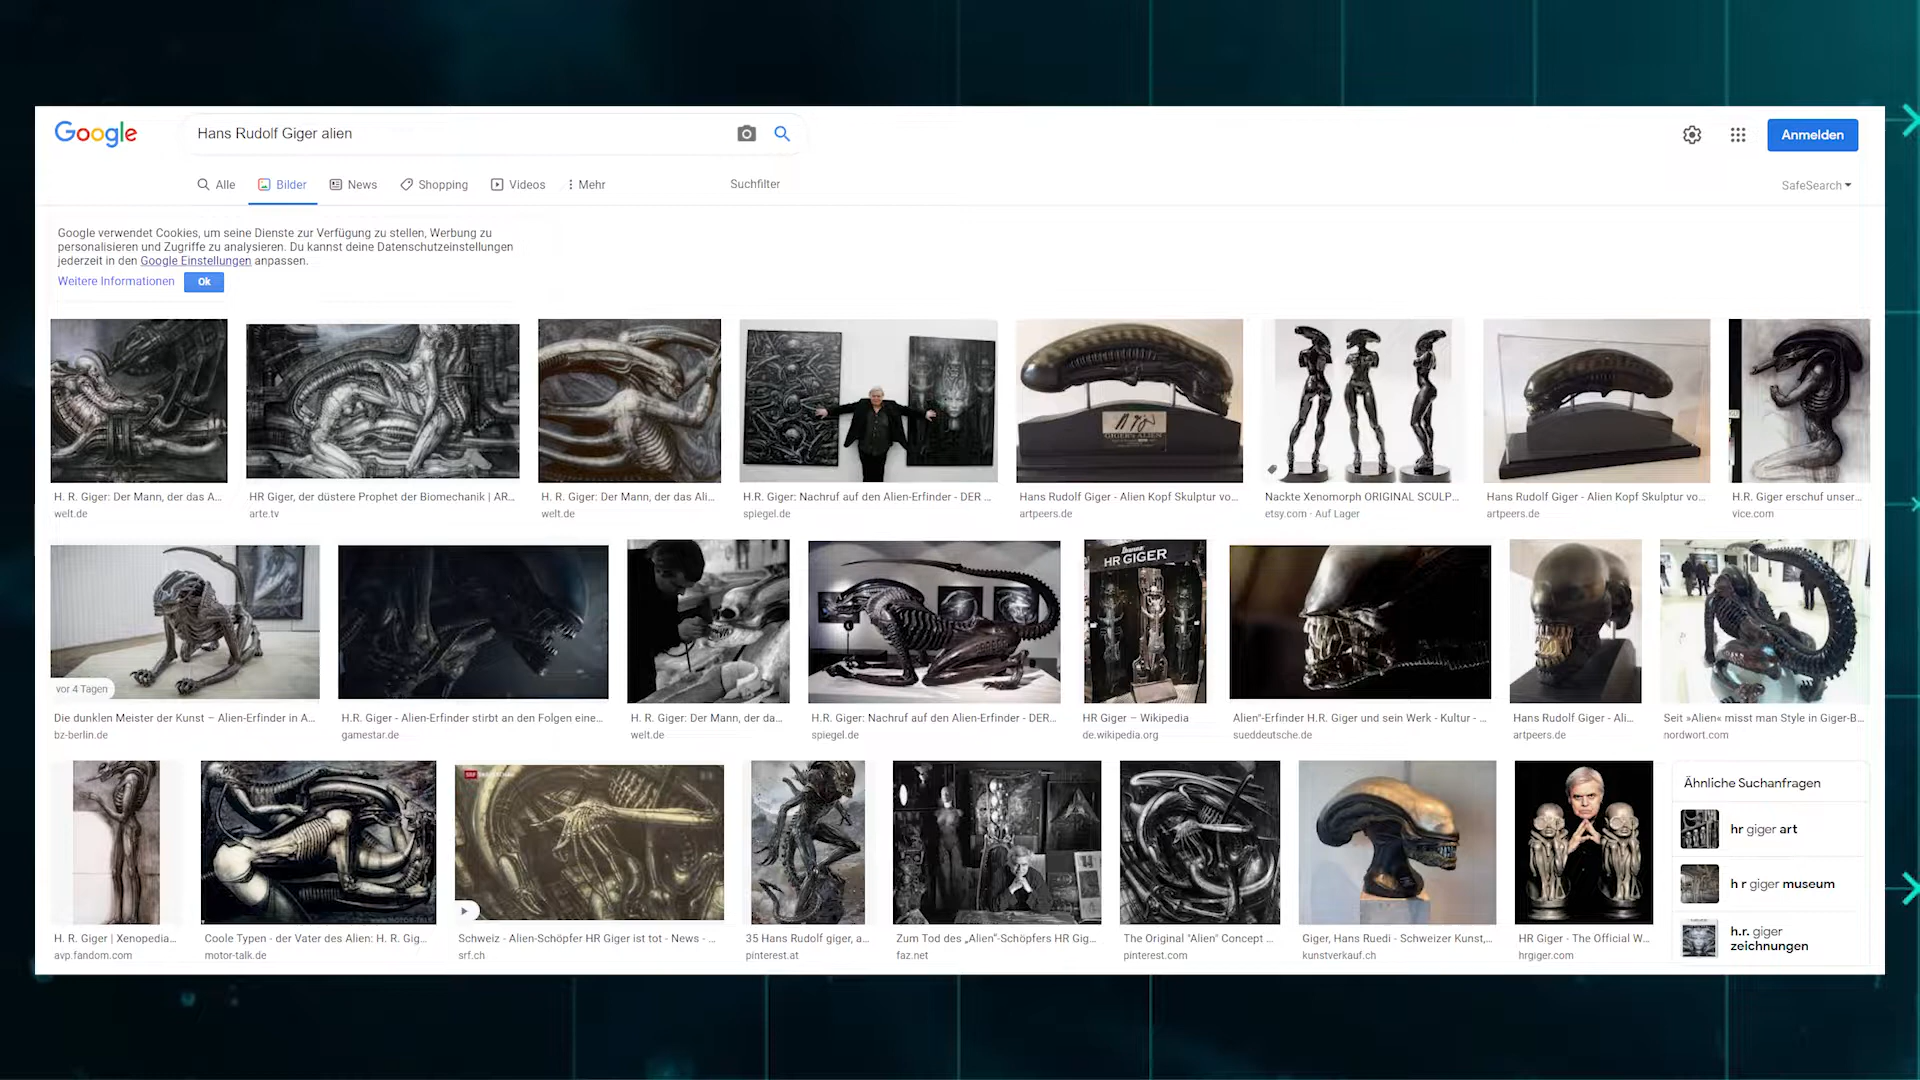 Google
Hans Rudolf Giger alien
Anmelden
Alle
Bilder
News
Shopping
Videos
Mehr
Suchfilter
SafeSearch
Google verwendet Cookies, um seine Dienste zur Verfügung zu stellen, Werbung zu
personalisieren und Zugriffe zu analysieren. Du kannst deine Datenschutzeinstellungen
jederzeit in den Google Einstellungen anpassen.
Weitere Informationen
Ok
GIGER's ALIEN
H. R. Giger: Der Mann, der das A...
welt.de
HR Giger, der düstere Prophet der Biomechanik | AR...
arte.tv
H. R. Giger: Der Mann, der das Ali...
welt.de
H.R. Giger: Nachruf auf den Alien-Erfinder - DER ...
spiegel.de
Hans Rudolf Giger - Alien Kopf Skulptur vo...
artpeers.de
Nackte Xenomorph ORIGINAL SCULP...
etsy.com · Auf Lager
Hans Rudolf Giger - Alien Kopf Skulptur vo...
artpeers.de
H.R. Giger erschuf unser...
vice.com
Ibanez
HR GIGER
vor 4 Tagen
Die dunklen Meister der Kunst – Alien-Erfinder in A...
bz-berlin.de
H.R. Giger - Alien-Erfinder stirbt an den Folgen eine...
gamestar.de
H. R. Giger: Der Mann, der da...
welt.de
H.R. Giger: Nachruf auf den Alien-Erfinder - DER...
spiegel.de
HR Giger – Wikipedia
de.wikipedia.org
Alien"-Erfinder H.R. Giger und sein Werk - Kultur - ...
sueddeutsche.de
Hans Rudolf Giger - Ali...
artpeers.de
Seit »Alien« misst man Style in Giger-B...
nordwort.com
SRF
H. R. Giger | Xenopedia...
avp.fandom.com
Coole Typen - der Vater des Alien: H. R. Gig...
motor-talk.de
Schweiz - Alien-Schöpfer HR Giger ist tot - News - ...
srf.ch
35 Hans Rudolf giger, a...
pinterest.at
Zum Tod des „Alien“-Schöpfers HR Gig...
faz.net
The Original "Alien" Concept ...
pinterest.com
Giger, Hans Ruedi - Schweizer Kunst,...
kunstverkauf.ch
HR Giger - The Official W...
hrgiger.com
Ähnliche Suchanfragen
hr giger art
h r giger museum
h.r. giger
zeichnungen